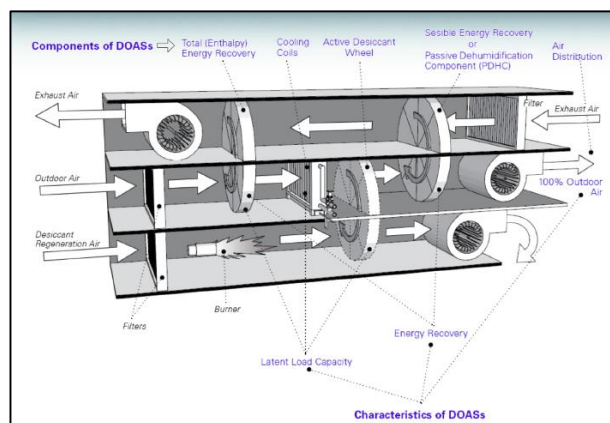 Components of DOASs
Total (Enthalpy)
Energy Recovery
Cooling
Coils
Active Desiccant
Wheel
Sesible Energy Recovery
or
Passive Dehumidification
Component (PDHC)
Air
Distribution
Exhaust Air
Filter
Exhaust Air
Outdoor Air
100% Outdoor
Air
Desiccant
Regeneration Air
Filters
Burner
Energy Recovery
Latent Load Capacity
Characteristics of DOASs